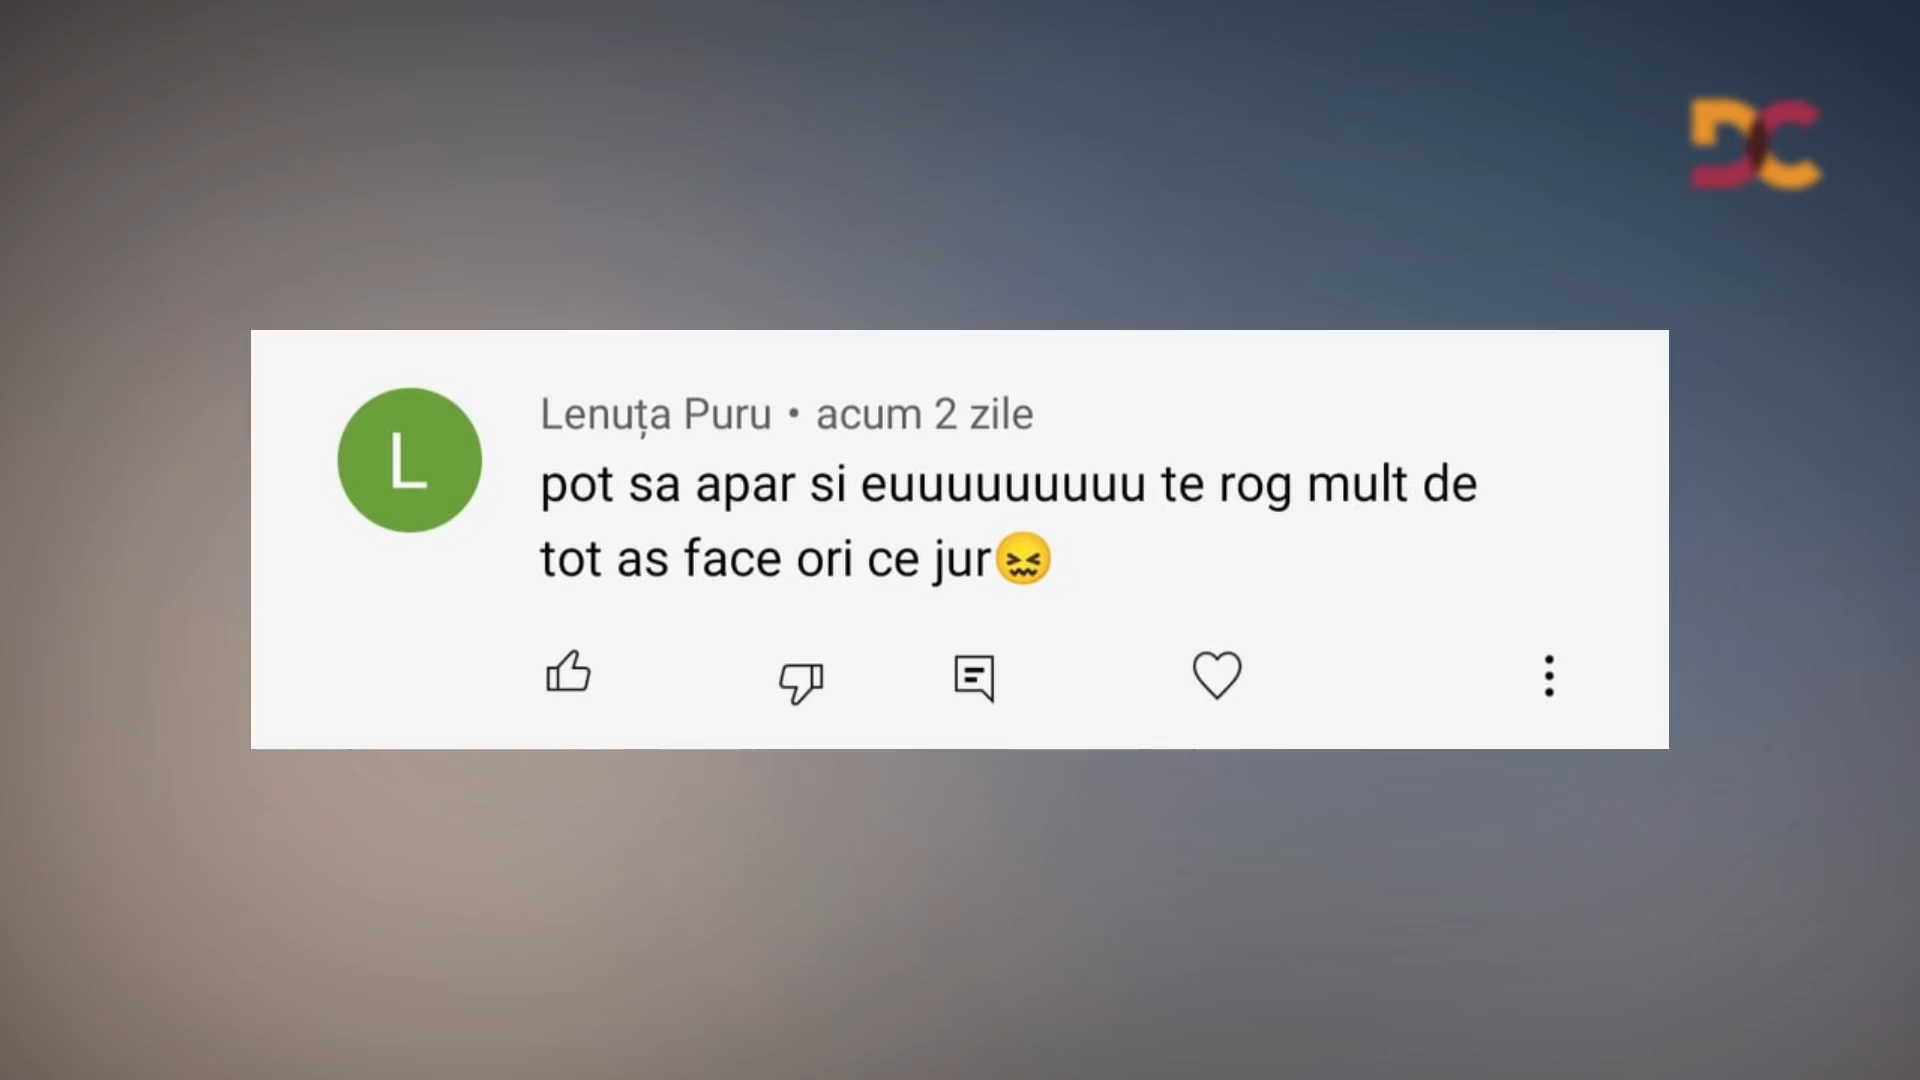 DC
L
Lenuța Puru • acum 2 zile
pot sa apar si euuuuuuuuu te rog mult de
tot as face ori ce jur😖